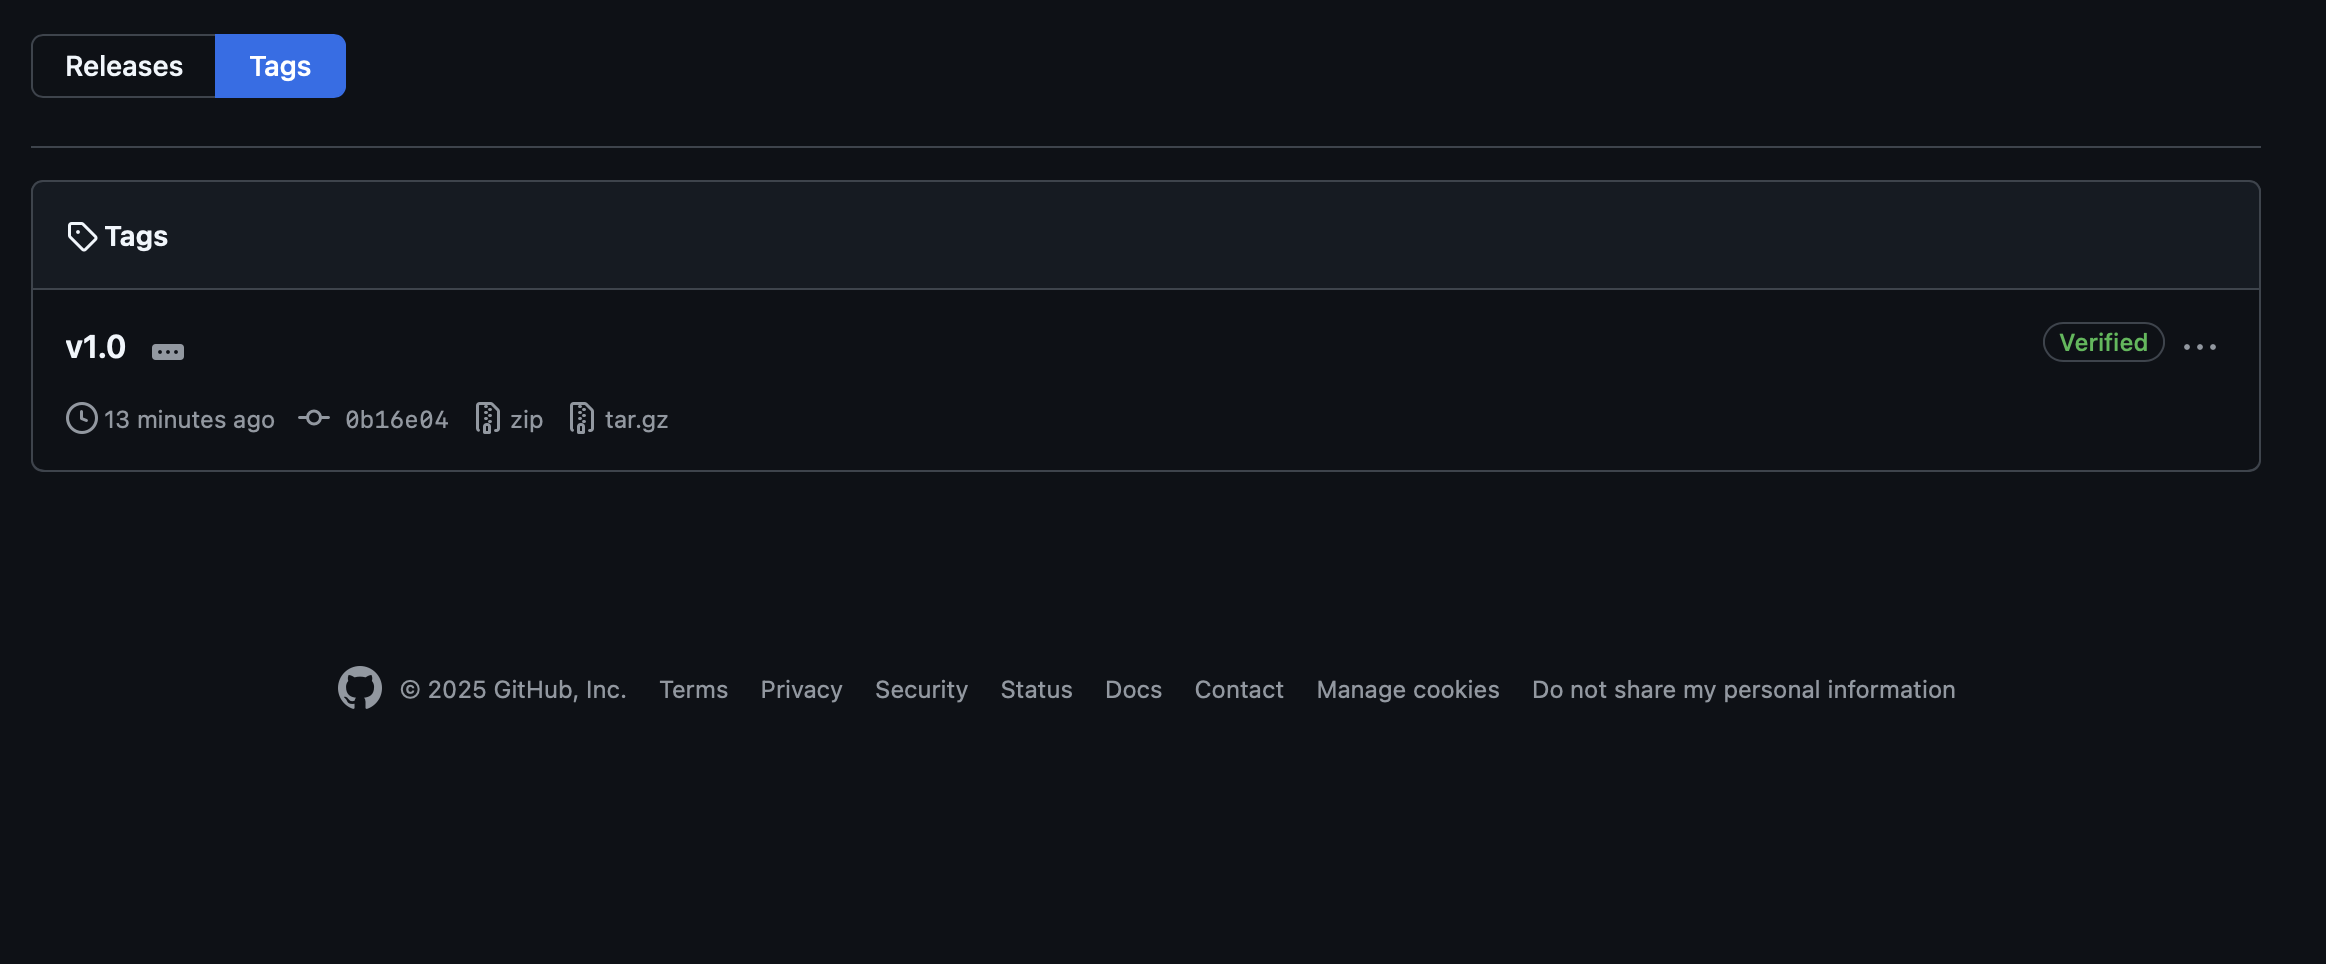 Releases Tags
Tags
v1.0 ... Verified ...
13 minutes ago 0b16e04 zip tar.gz
© 2025 GitHub, Inc. Terms Privacy Security Status Docs Contact Manage cookies Do not share my personal information